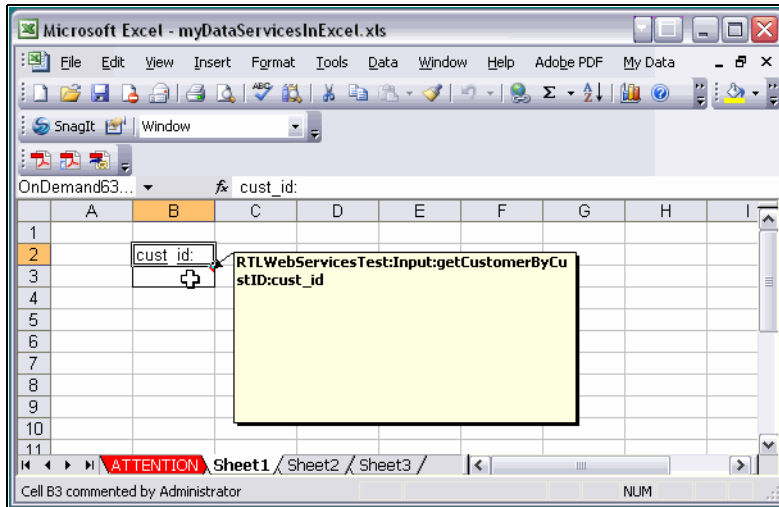 Microsoft Excel - myDataServicesInExcel.xls
File Edit View Insert Format Tools Data Window Help Adobe PDF My Data
ABC
SnagIt Window
OnDemand63... fx cust_id:
A B C D E F G H I
1
2 cust_id:
RTLWebServicesTest:Input:getCustomerByCu
3
stID:cust_id
4
5
6
7
8
9
10
11
ATTENTION Sheet1 Sheet2 Sheet3
Cell B3 commented by Administrator NUM